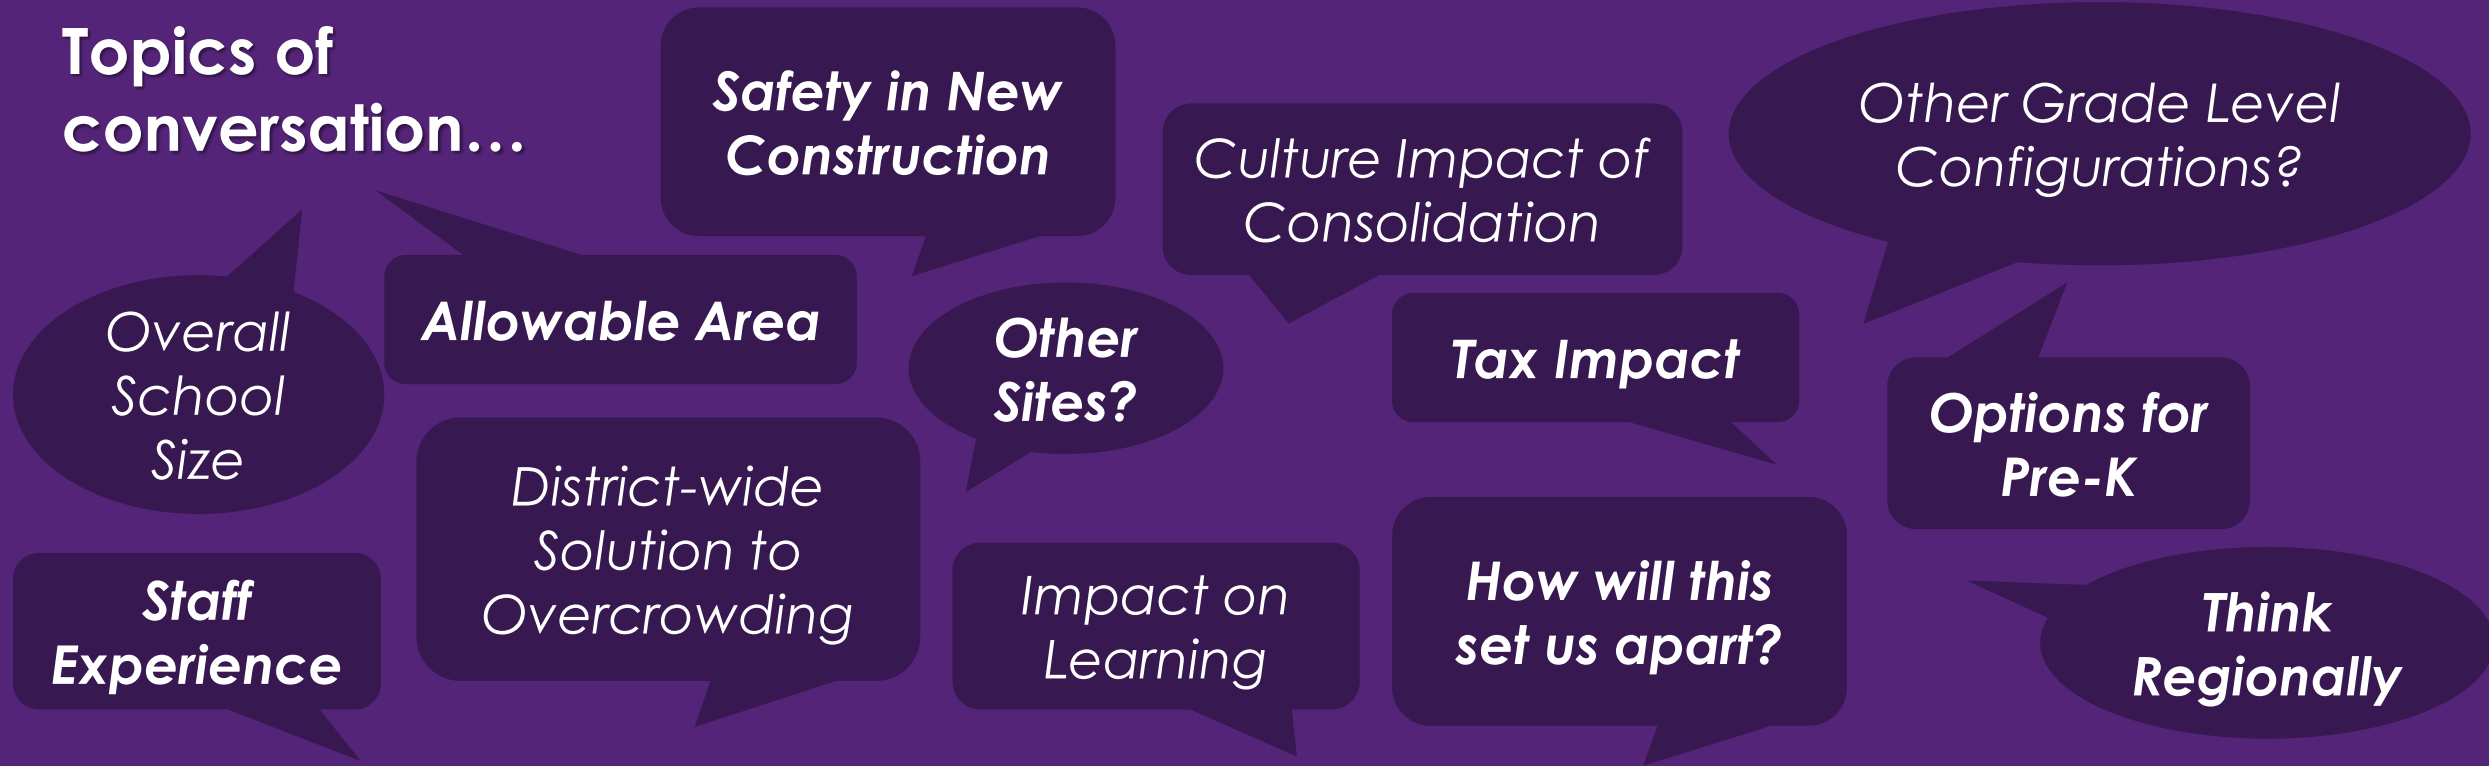 Topics of
conversation...
Safety in New
Construction
Culture Impact of
Consolidation
Other Grade Level
Configurations?
Overall
School
Size
Allowable Area
Other
Sites?
Tax Impact
Options for
Pre-K
District-wide
Solution to
Overcrowding
Staff
Experience
Impact on
Learning
How will this
set us apart?
Think
Regionally